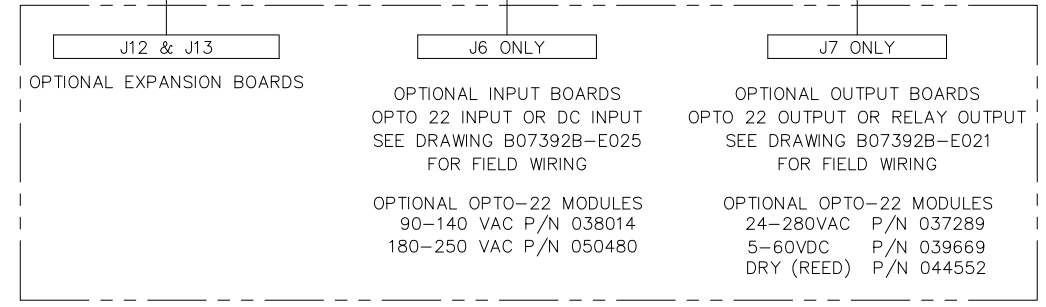 J12 & J13
OPTIONAL EXPANSION BOARDS
J6 ONLY
OPTIONAL INPUT BOARDS
OPTO 22 INPUT OR DC INPUT
SEE DRAWING B07392B-E025
FOR FIELD WIRING
OPTIONAL OPTO-22 MODULES
90-140 VAC P/N 038014
180-250 VAC P/N 050480
J7 ONLY
OPTIONAL OUTPUT BOARDS
OPTO 22 OUTPUT OR RELAY OUTPUT
SEE DRAWING B07392B-E021
FOR FIELD WIRING
OPTIONAL OPTO-22 MODULES
24-280VAC P/N 037289
5-60VDC P/N 039669
DRY (REED) P/N 044552